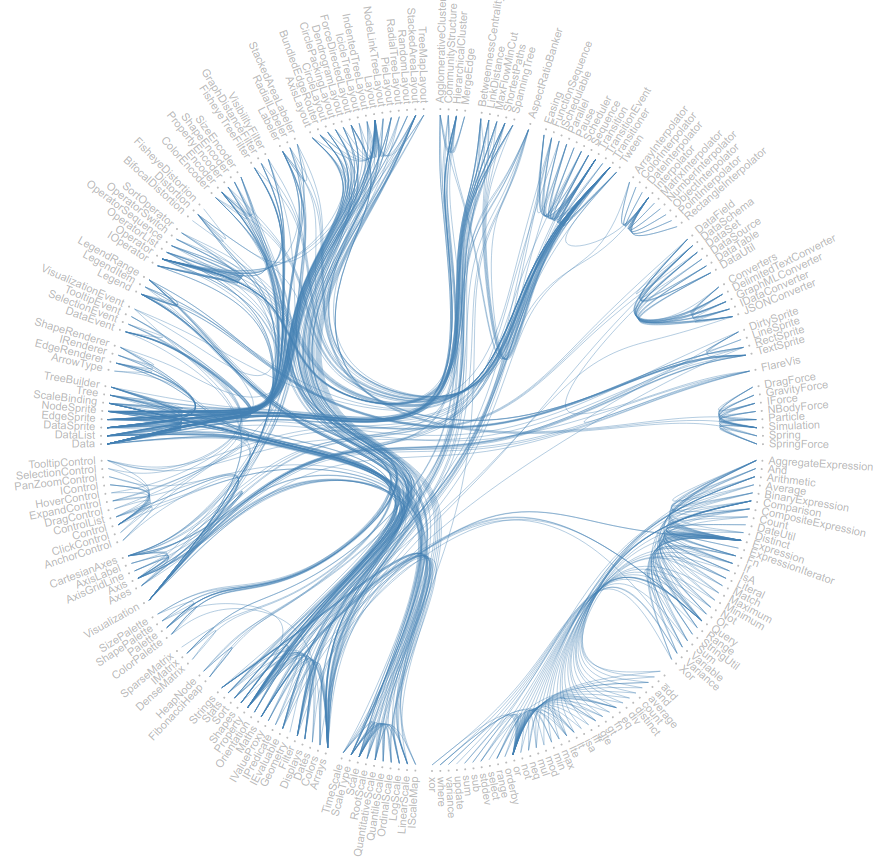 AgglomerativeCluster
CommunityStructure
HierarchicalCluster
MergeEdge
BetweennessCentrality
LinkDistance
MaxFlowMinCut
ShortestPaths
SpanningTree
AspectRatioBanker
Easing
FunctionSequence
ISchedulable
Parallel
Pause
Scheduler
Sequence
Transition
TransitionEvent
Transitioner
Tween
ArrayInterpolator
ColorInterpolator
DateInterpolator
Interpolator
MatrixInterpolator
NumberInterpolator
ObjectInterpolator
PointInterpolator
RectangleInterpolator
DataField
DataSchema
DataSet
DataSource
DataTable
DataUtil
Converters
DelimitedTextConverter
GraphMLConverter
IDataConverter
JSONConverter
DirtySprite
LineSprite
RectSprite
TextSprite
FlareVis
DragForce
GravityForce
IForce
NBodyForce
Particle
Simulation
Spring
SpringForce
AggregateExpression
And
Arithmetic
Average
BinaryExpression
Comparison
CompositeExpression
Count
DateUtil
Distinct
Expression
ExpressionIterator
Fn
If
IsA
Literal
Match
Maximum
Minimum
Not
Or
Query
Range
StringUtil
Sum
Variable
Variance
Xor
add
and
average
count
distinct
div
eq
fn
gt
gte
iff
isa
lt
lte
max
min
mod
mul
neq
not
or
orderby
range
select
stddev
sub
sum
update
variance
where
xor
IScaleMap
LinearScale
LogScale
OrdinalScale
QuantileScale
QuantitativeScale
RootScale
Scale
ScaleType
TimeScale
Arrays
Colors
Dates
Displays
Filter
Geometry
IEvaluable
IPredicate
IValueProxy
Maths
Orientation
Property
Shapes
Sort
Stats
Strings
FibonacciHeap
HeapNode
DenseMatrix
IMatrix
SparseMatrix
ColorPalette
Palette
ShapePalette
SizePalette
Visualization
Axes
Axis
AxisGridLine
AxisLabel
CartesianAxes
AnchorControl
ClickControl
Control
ControlList
DragControl
ExpandControl
HoverControl
IControl
PanZoomControl
SelectionControl
TooltipControl
Data
DataList
DataSprite
EdgeSprite
NodeSprite
ScaleBinding
Tree
TreeBuilder
ArrowType
EdgeRenderer
IRenderer
ShapeRenderer
DataEvent
SelectionEvent
TooltipEvent
VisualizationEvent
Legend
LegendItem
LegendRange
IOperator
Operator
OperatorList
OperatorSequence
OperatorSwitch
SortOperator
BifocalDistortion
Distortion
FisheyeDistortion
ColorEncoder
Encoder
PropertyEncoder
ShapeEncoder
SizeEncoder
FisheyeTreeFilter
GraphDistanceFilter
VisibilityFilter
Labeler
RadialLabeler
StackedAreaLabeler
AxisLayout
BundledEdgeRouter
CircleLayout
CirclePackingLayout
DendrogramLayout
ForceDirectedLayout
IcicleTreeLayout
IndentedTreeLayout
Layout
NodeLinkTreeLayout
PieLayout
RadialTreeLayout
RandomLayout
StackedAreaLayout
TreeMapLayout